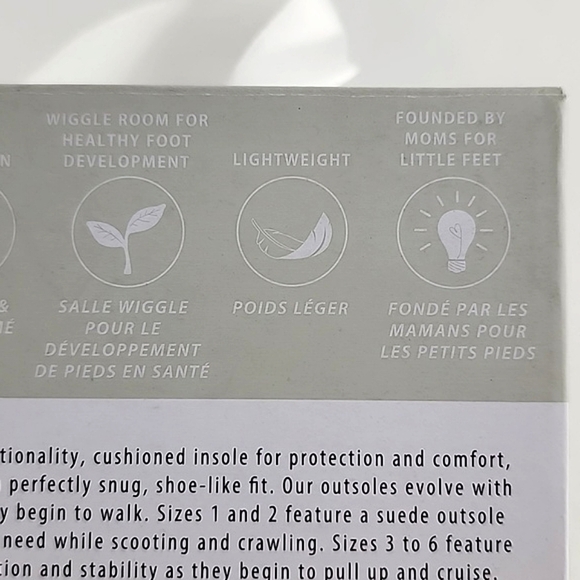 WIGGLE ROOM FOR
HEALTHY FOOT
DEVELOPMENT
SALLE WIGGLE
POUR LE
DÉVELOPPEMENT
DE PIEDS EN SANTÉ
LIGHTWEIGHT
POIDS LÉGER
FOUNDED BY
MOMS FOR
LITTLE FEET
FONDÉ PAR LES
MAMANS POUR
LES PETITS PIEDS
N
&
MÉ
tionality, cushioned insole for protection and comfort,
perfectly snug, shoe-like fit. Our outsoles evolve with
y begin to walk. Sizes 1 and 2 feature a suede outsole
need while scooting and crawling. Sizes 3 to 6 feature
tion and stability as they begin to pull up and cruise.